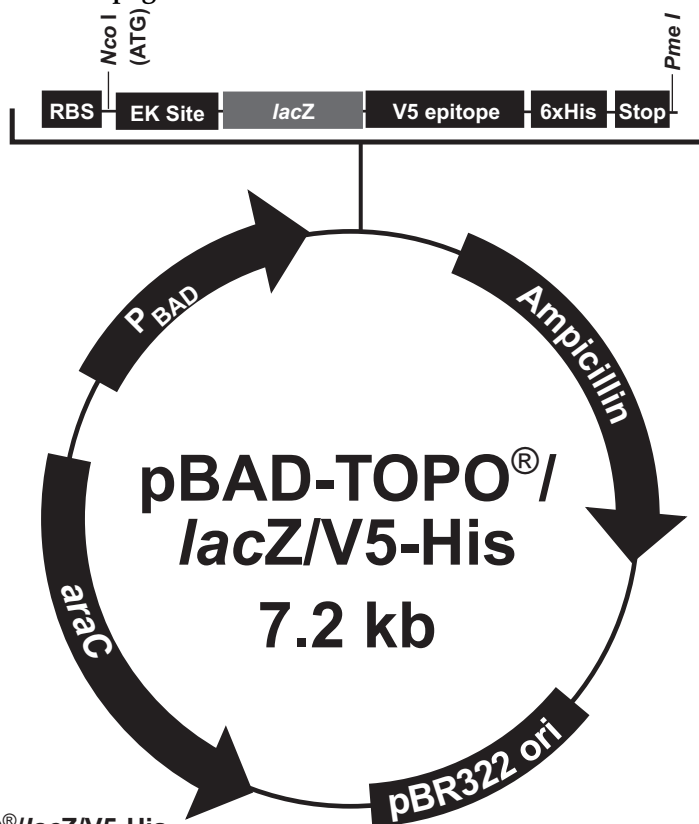 Nco I
(ATG)
Pme I
RBS
EK Site
lacZ
V5 epitope
6xHis
Stop
PBAD
Ampicillin
araC
pBR322 ori
pBAD-TOPO®/
lacZ/V5-His
7.2 kb